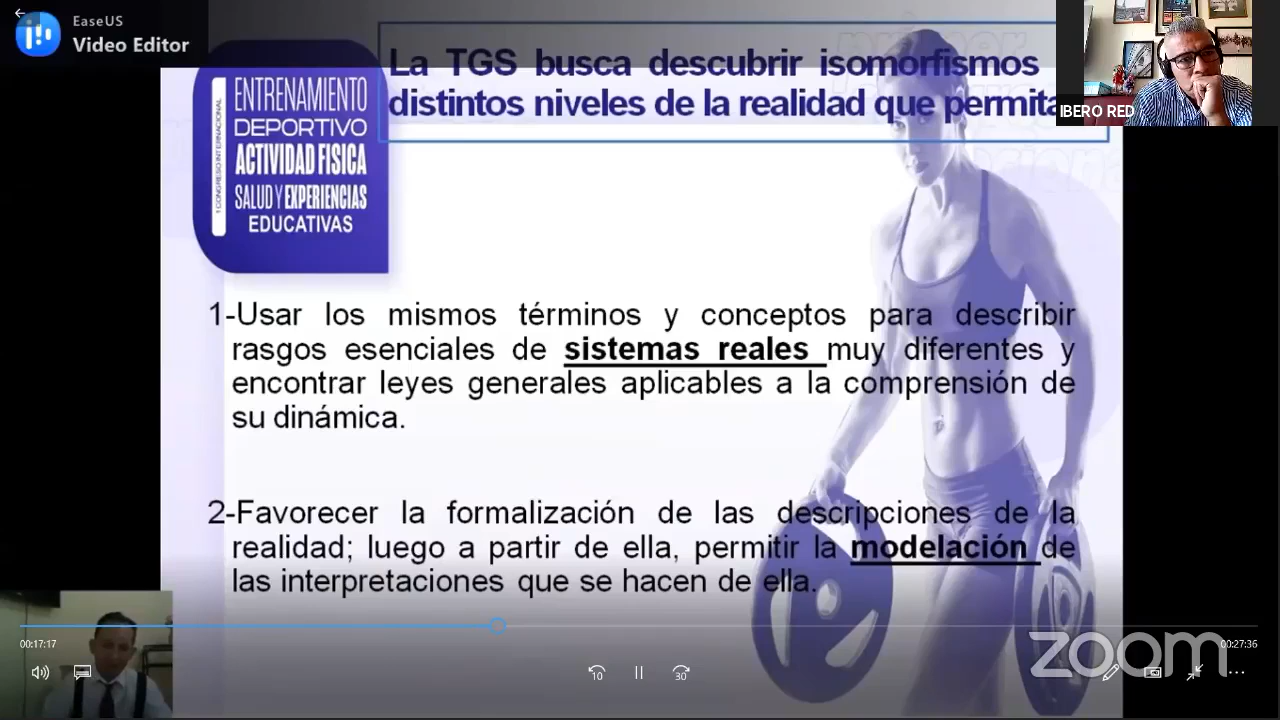 EaseUS
Video Editor
I CONGRESO INTERNACIONAL
ENTRENAMIENTO
DEPORTIVO
ACTIVIDAD FISICA
SALUD Y EXPERIENCIAS
EDUCATIVAS
La TGS busca descubrir isomorfismos
distintos niveles de la realidad que permita
IBERO RED
1-Usar los mismos términos y conceptos para describir
rasgos esenciales de sistemas reales muy diferentes y
encontrar leyes generales aplicables a la comprensión de
su dinámica.
2-Favorecer la formalización de las descripciones de la
realidad; luego a partir de ella, permitir la modelación de
las interpretaciones que se hacen de ella.
00:17:17
00:27:36
10
30
zoom